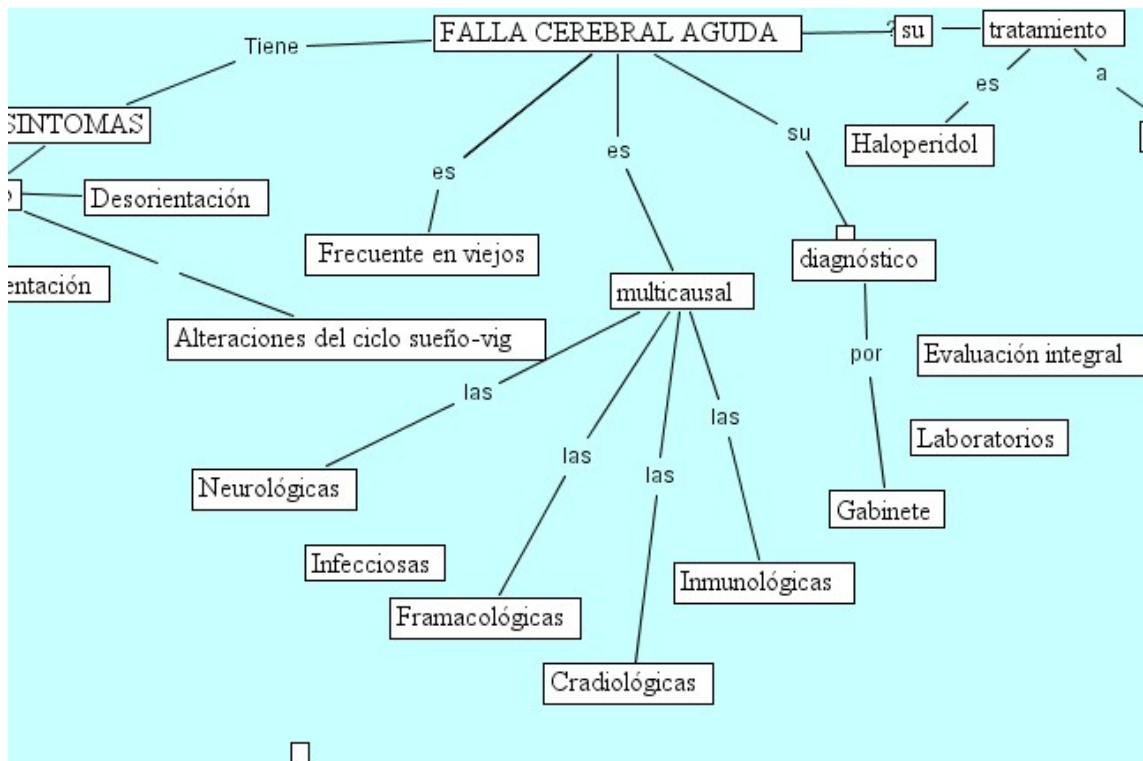 FALLA CEREBRAL AGUDA
?
su
tratamiento
Tiene
es
a
SINTOMAS
su
Haloperidol
es
es
Desorientación
Frecuente en viejos
diagnóstico
entación
multicausal
Alteraciones del ciclo sueño-vig
por
Evaluación integral
las
las
Laboratorios
las
las
Neurológicas
Gabinete
Infecciosas
Inmunológicas
Framacológicas
Cradiológicas